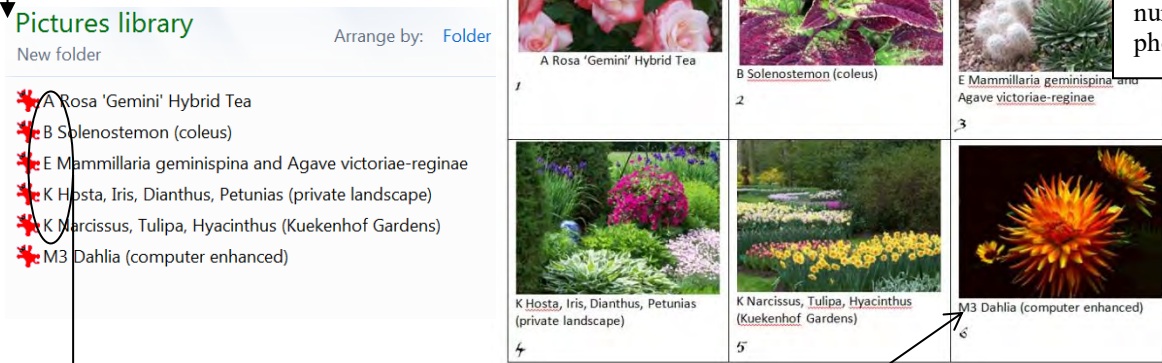 Pictures library
New folder
Arrange by: Folder
A Rosa 'Gemini' Hybrid Tea
B Solenostemon (coleus)
E Mammillaria geminispina and Agave victoriae-reginae
K Hosta, Iris, Dianthus, Petunias (private landscape)
K Narcissus, Tulipa, Hyacinthus (Kuekenhof Gardens)
M3 Dahlia (computer enhanced)
A Rosa ‘Gemini’ Hybrid Tea
1
B Solenostemon (coleus)
2
E Mammillaria geminispina and
Agave victoriae-reginae
3
K Hosta, Iris, Dianthus, Petunias
(private landscape)
4
K Narcissus, Tulipa, Hyacinthus
(Kuekenhof Gardens)
5
M3 Dahlia (computer enhanced)
6